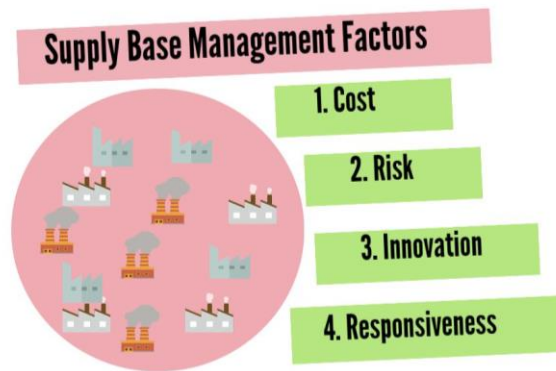 Supply Base Management Factors
1. Cost
2. Risk
3. Innovation
4. Responsiveness